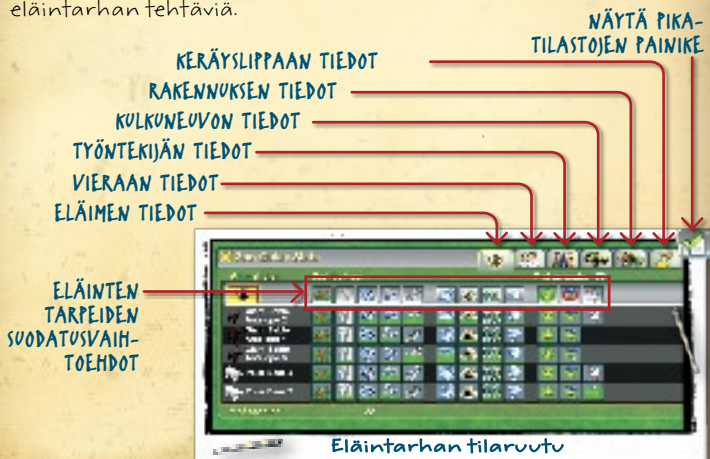 eläintarhan tehtäviä.
NÄYTÄ PIKA-
TILASTOJEN PAINIKE
KERÄYSLIPPAAN TIEDOT
RAKENNUKSEN TIEDOT
KULKUNEUVON TIEDOT
TYÖNTEKIJÄN TIEDOT
VIERAAN TIEDOT
ELÄIMEN TIEDOT
ELÄINTEN
TARPEIDEN
SUODATUSVAIH-
TOEHDOT
Eläintarhan tilaruutu